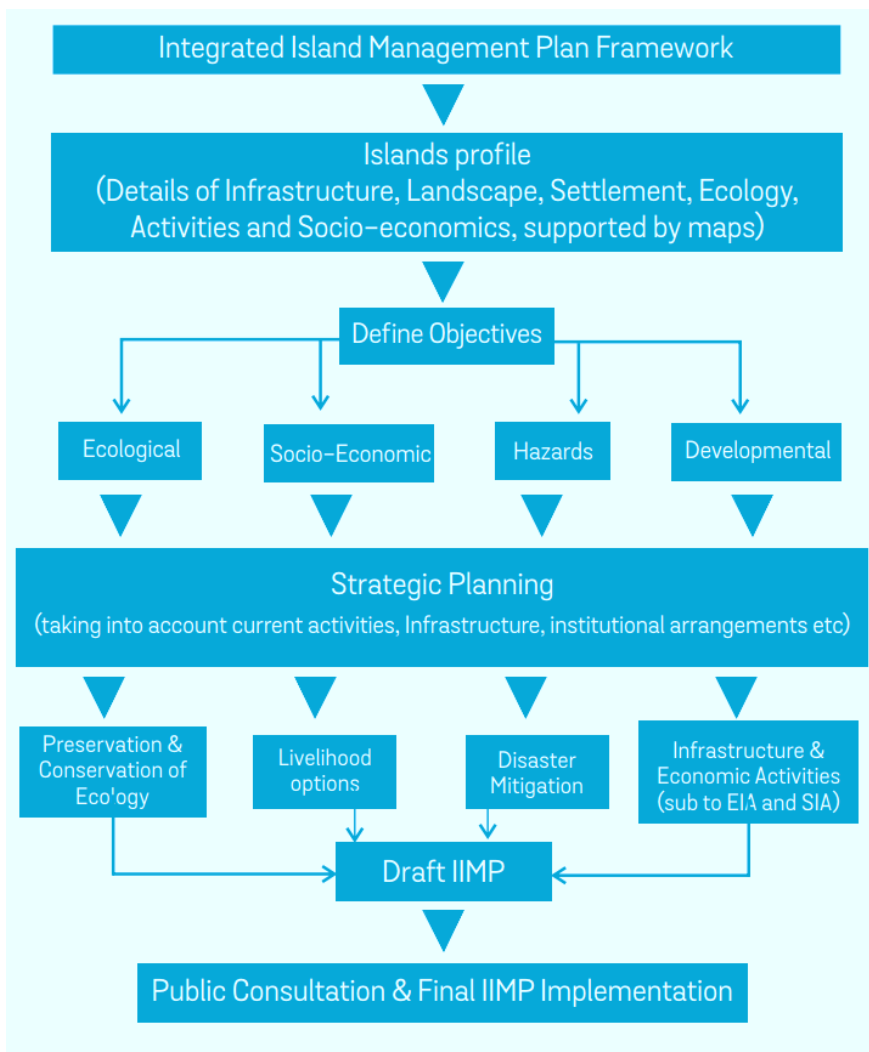 Integrated Island Management Plan Framework
Islands profile
(Details of Infrastructure, Landscape, Settlement, Ecology,
Activities and Socio-economics, supported by maps)
Define Objectives
Ecological
Socio-Economic
Hazards
Developmental
Strategic Planning
(taking into account current activities, Infrastructure, institutional arrangements etc)
Preservation &
Conservation of
Eco'ogy
Livelihood
options
Disaster
Mitigation
Infrastructure &
Economic Activities
(sub to EIA and SIA)
Draft IIMP
Public Consultation & Final IIMP Implementation